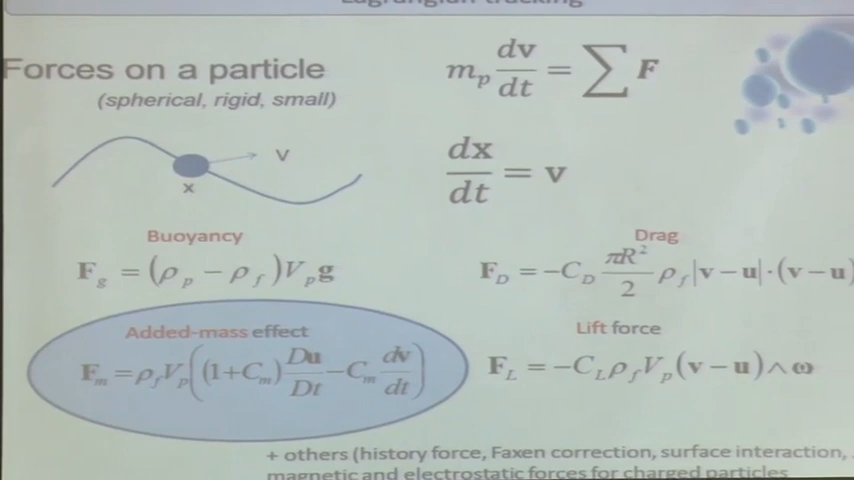 Lagrangian tracking
Forces on a particle
(spherical, rigid, small)
m_p dv/dt = ∑ F
v
x
dx/dt = v
Buoyancy
F_g = (ρ_p − ρ_f)V_p g
Drag
F_D = −C_D πR²/2 ρ_f |v − u|·(v − u)
Added-mass effect
F_m = ρ_f V_p ((1+C_m) Du/Dt − C_m dv/dt)
Lift force
F_L = −C_L ρ_f V_p (v − u) ∧ ω
+ others (history force, Faxen correction, surface interaction, .
magnetic and electrostatic forces for charged particles